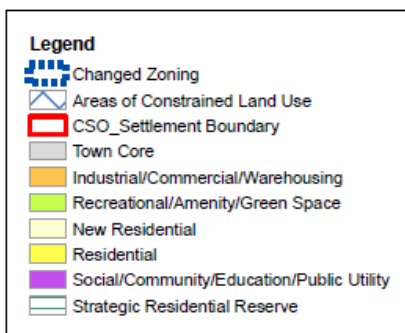 Legend
Changed Zoning
Areas of Constrained Land Use
CSO_Settlement Boundary
Town Core
Industrial/Commercial/Warehousing
Recreational/Amenity/Green Space
New Residential
Residential
Social/Community/Education/Public Utility
Strategic Residential Reserve